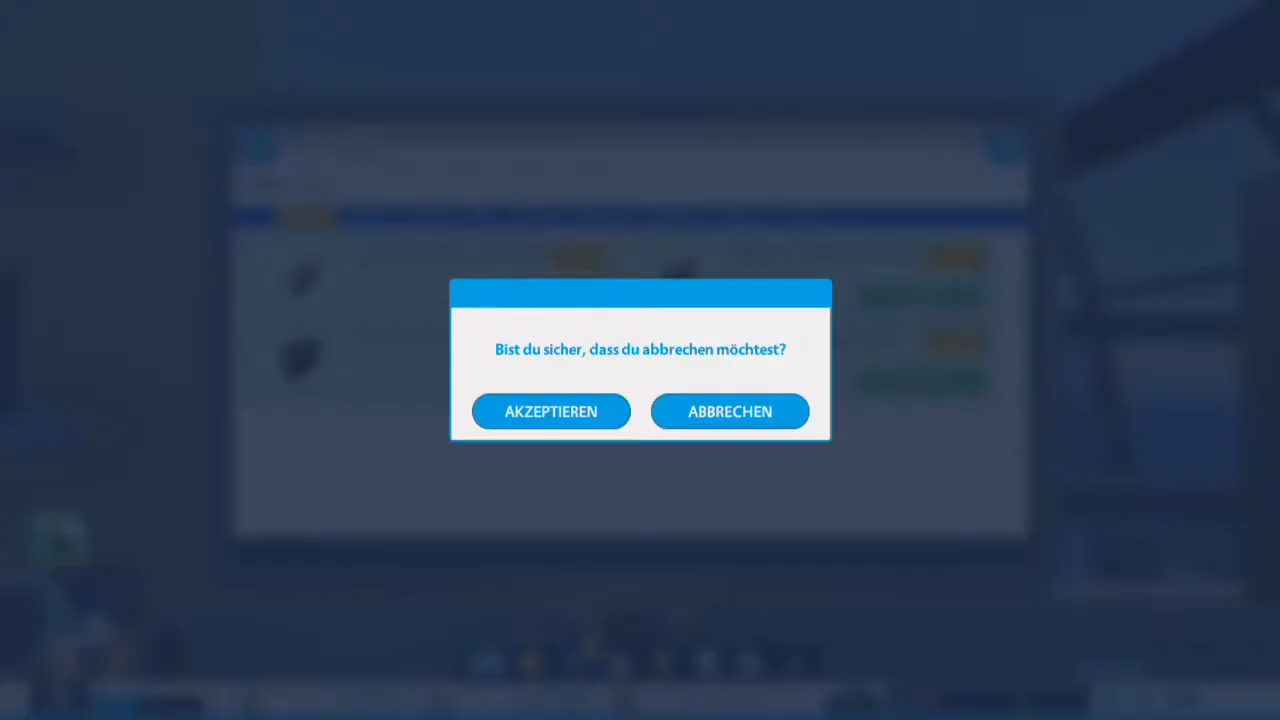 Bist du sicher, dass du abbrechen möchtest?
AKZEPTIEREN
ABBRECHEN